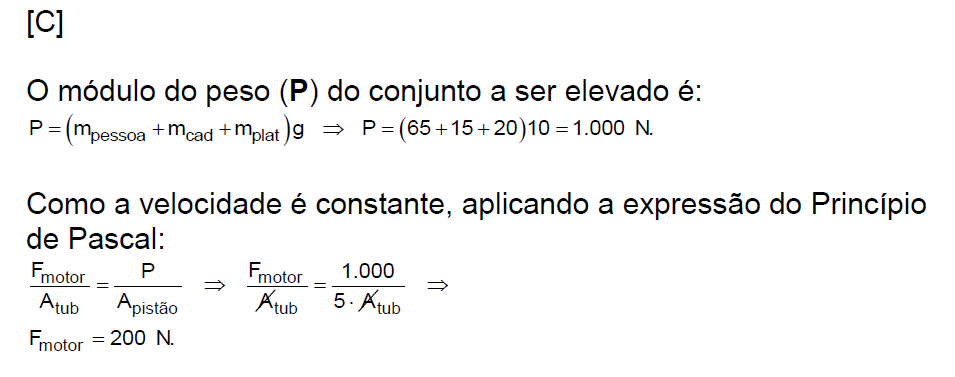 [C]
O módulo do peso (P) do conjunto a ser elevado é:
P = (m_pessoa + m_cad + m_plat)g ⇒ P = (65 + 15 + 20)10 = 1.000 N.
Como a velocidade é constante, aplicando a expressão do Princípio
de Pascal:
F_motor / A_tub = P / A_pistão ⇒ F_motor / A_tub = 1.000 / 5 · A_tub ⇒
F_motor = 200 N.